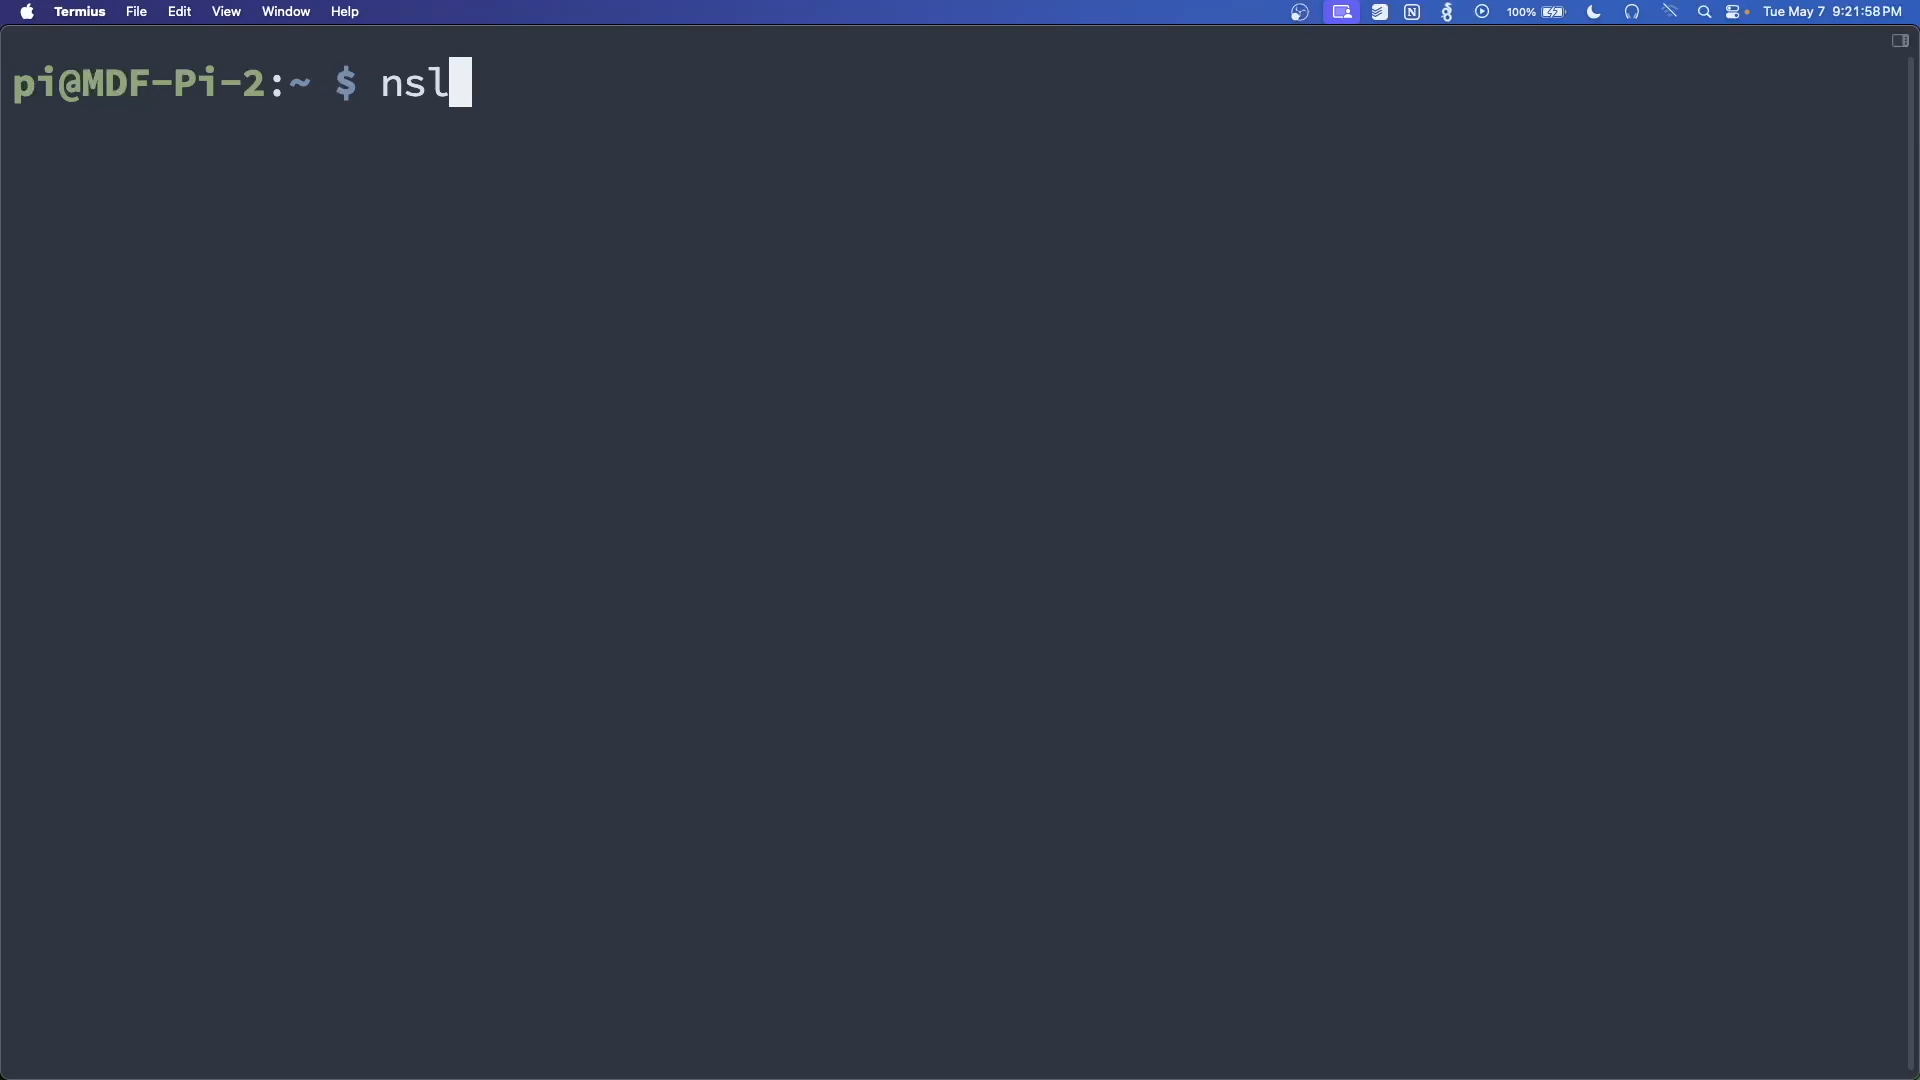 Termius File Edit View Window Help 100% Tue May 7 9:21:58 PM
pi@MDF-Pi-2:~ $ nsl